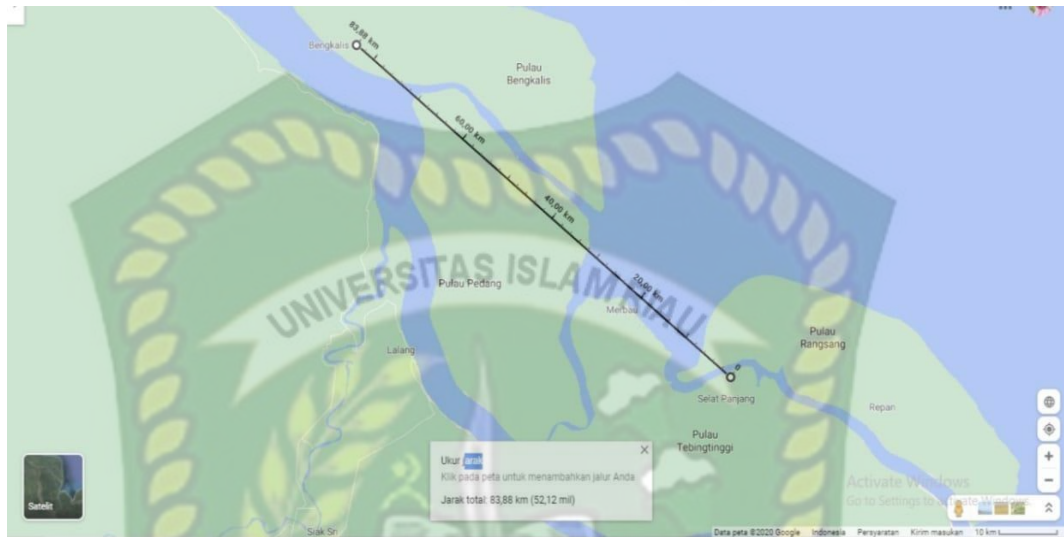 83,88 km
Bengkalis
Pulau
Bengkalis
60,00 km
40,00 km
UNIVERSITAS ISLAM RIAU
20,00 km
Pulau Pedang
Merbau
Pulau
Rangsang
Lalang
0
Selat Panjang
Repan
Pulau
Tebingtinggi
Ukur jarak
Klik pada peta untuk menambahkan jalur Anda
Jarak total: 83,88 km (52,12 mil)
Activate Windows
Go to Settings to activate Windows.
Satelit
Siak Sri
Data peta ©2020 Google Indonesia Persyaratan Kirim masukan 10 km